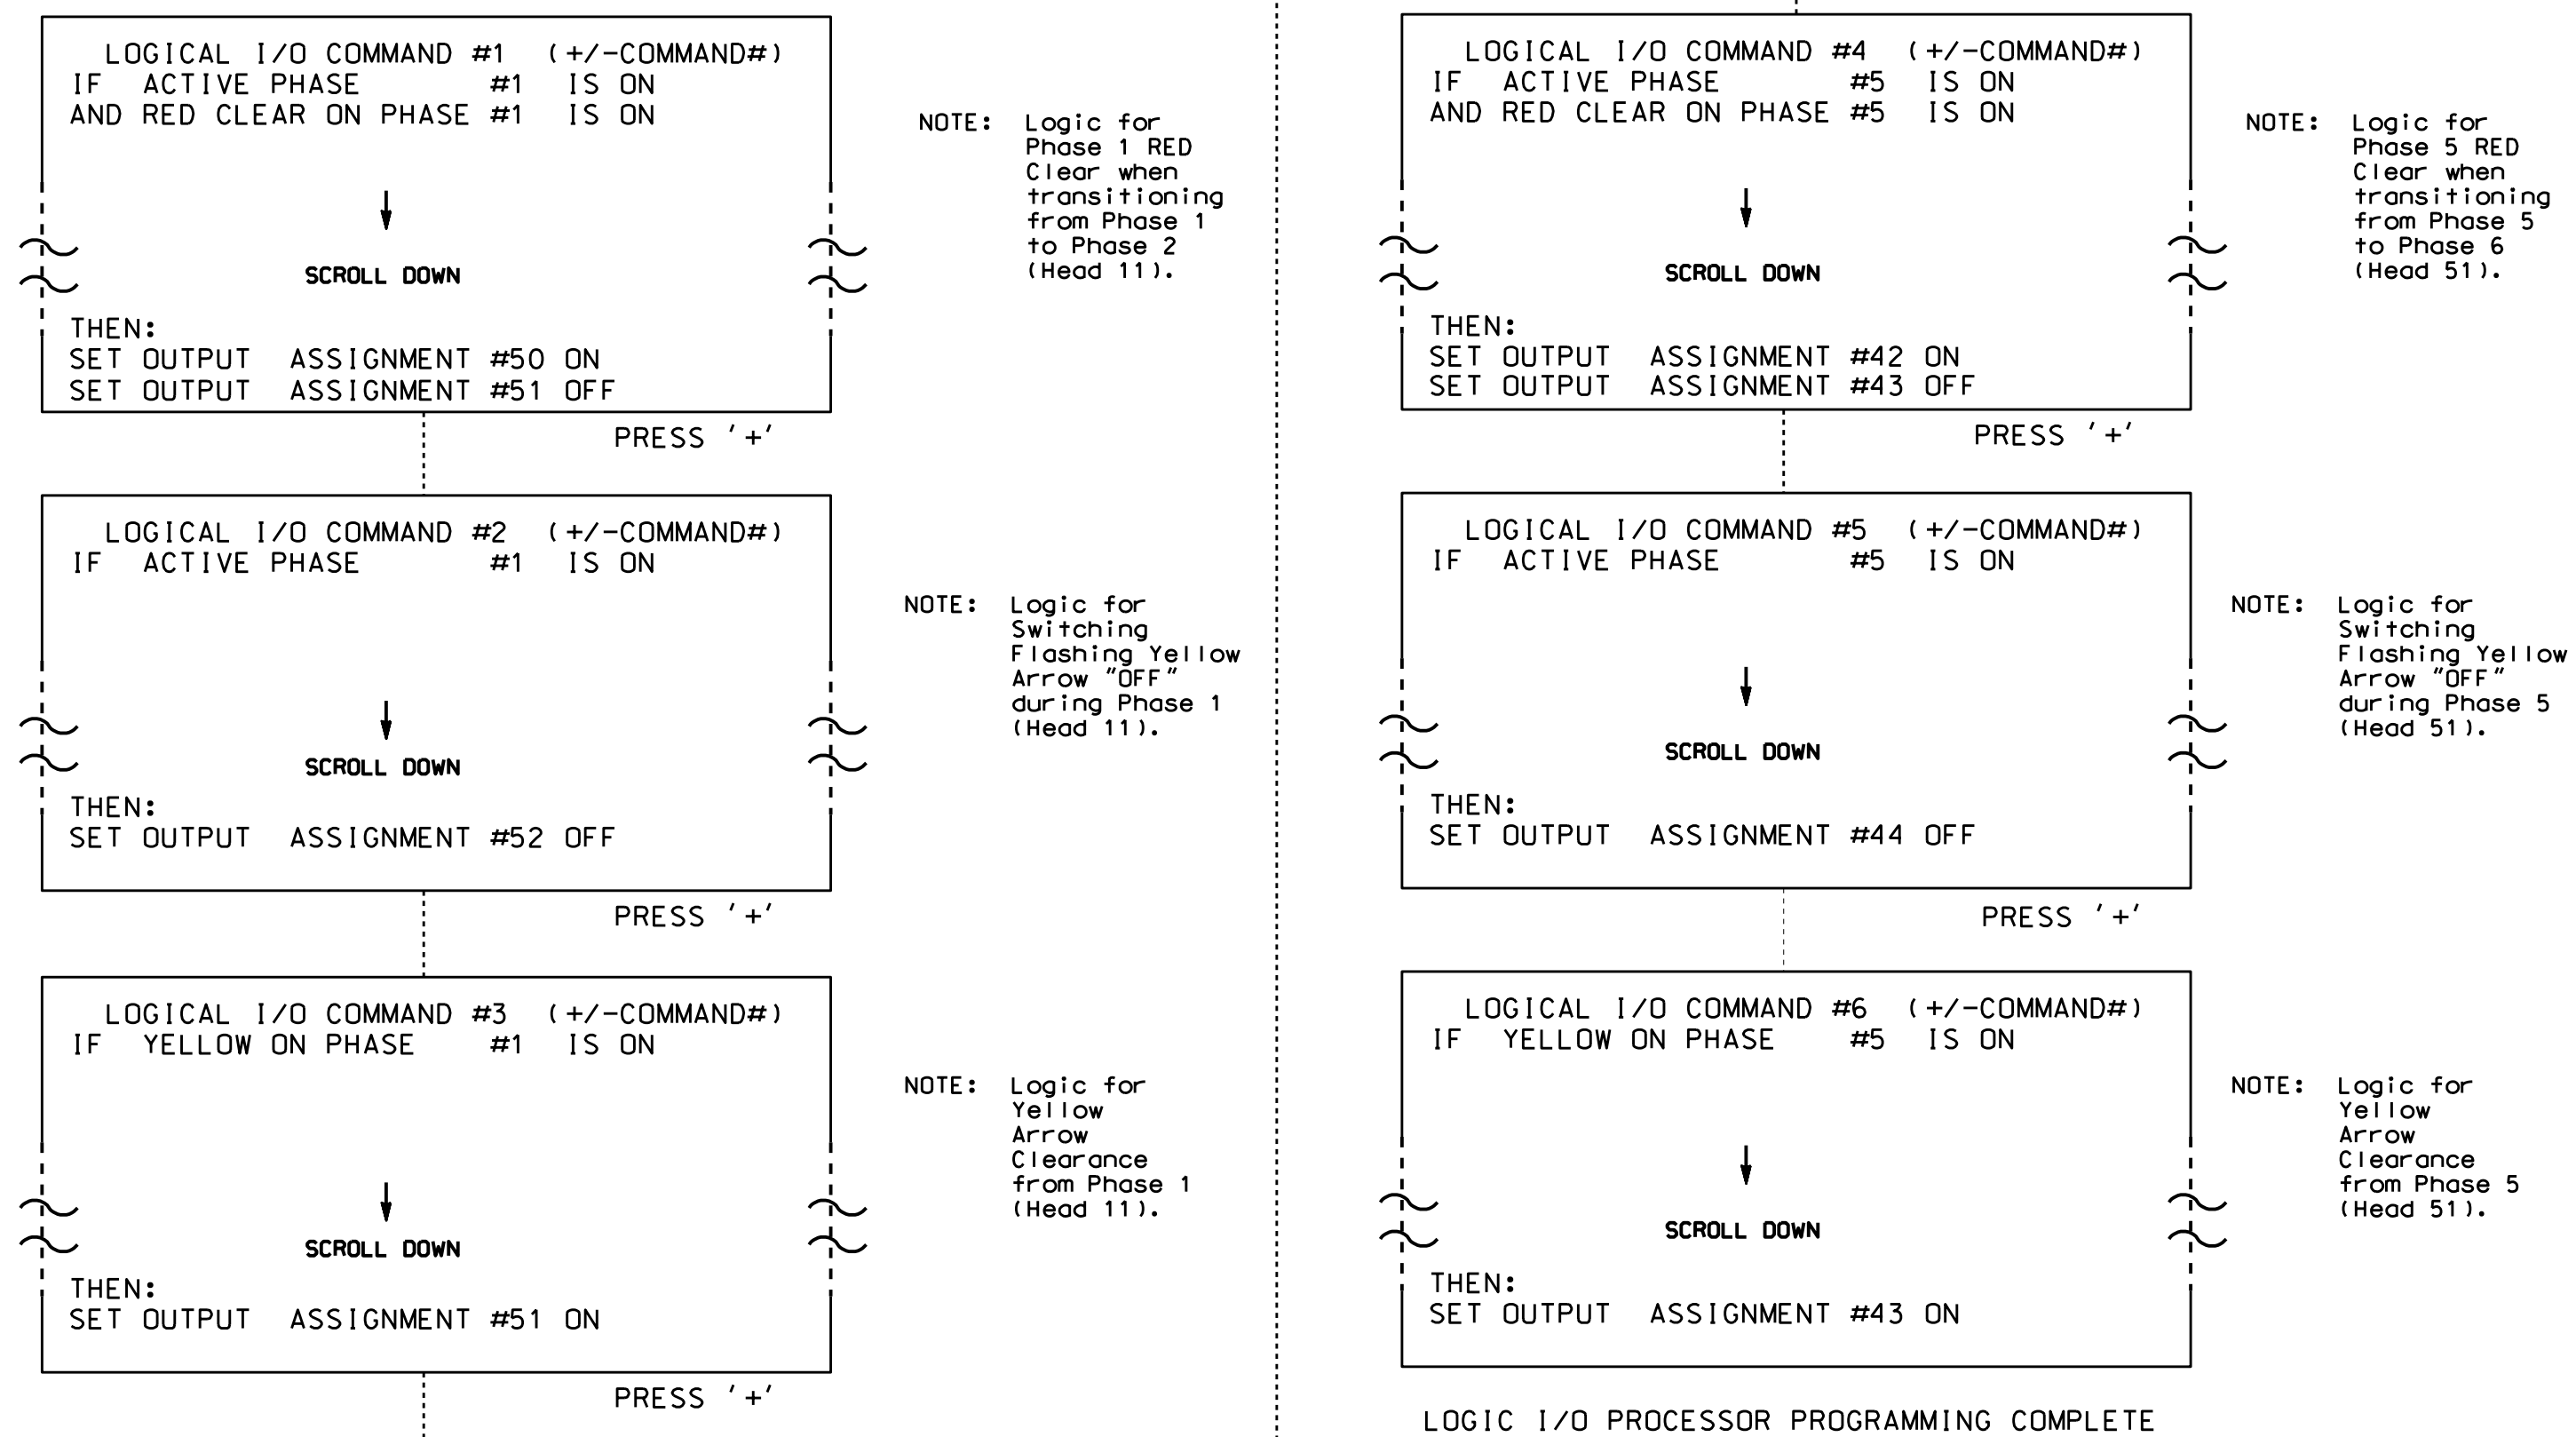 LOGICAL I/O COMMAND #1 (+/-COMMAND#)
IF ACTIVE PHASE #1 IS ON
AND RED CLEAR ON PHASE #1 IS ON
SCROLL DOWN
THEN:
SET OUTPUT ASSIGNMENT #50 ON
SET OUTPUT ASSIGNMENT #51 OFF
NOTE: Logic for
Phase 1 RED
Clear when
transitioning
from Phase 1
to Phase 2
(Head 11).
PRESS '+'
LOGICAL I/O COMMAND #2 (+/-COMMAND#)
IF ACTIVE PHASE #1 IS ON
SCROLL DOWN
THEN:
SET OUTPUT ASSIGNMENT #52 OFF
NOTE: Logic for
Switching
Flashing Yellow
Arrow "OFF"
during Phase 1
(Head 11).
PRESS '+'
LOGICAL I/O COMMAND #3 (+/-COMMAND#)
IF YELLOW ON PHASE #1 IS ON
SCROLL DOWN
THEN:
SET OUTPUT ASSIGNMENT #51 ON
NOTE: Logic for
Yellow
Arrow
Clearance
from Phase 1
(Head 11).
PRESS '+'
LOGICAL I/O COMMAND #4 (+/-COMMAND#)
IF ACTIVE PHASE #5 IS ON
AND RED CLEAR ON PHASE #5 IS ON
SCROLL DOWN
THEN:
SET OUTPUT ASSIGNMENT #42 ON
SET OUTPUT ASSIGNMENT #43 OFF
NOTE: Logic for
Phase 5 RED
Clear when
transitioning
from Phase 5
to Phase 6
(Head 51).
PRESS '+'
LOGICAL I/O COMMAND #5 (+/-COMMAND#)
IF ACTIVE PHASE #5 IS ON
SCROLL DOWN
THEN:
SET OUTPUT ASSIGNMENT #44 OFF
NOTE: Logic for
Switching
Flashing Yellow
Arrow "OFF"
during Phase 5
(Head 51).
PRESS '+'
LOGICAL I/O COMMAND #6 (+/-COMMAND#)
IF YELLOW ON PHASE #5 IS ON
SCROLL DOWN
THEN:
SET OUTPUT ASSIGNMENT #43 ON
NOTE: Logic for
Yellow
Arrow
Clearance
from Phase 5
(Head 51).
LOGIC I/O PROCESSOR PROGRAMMING COMPLETE